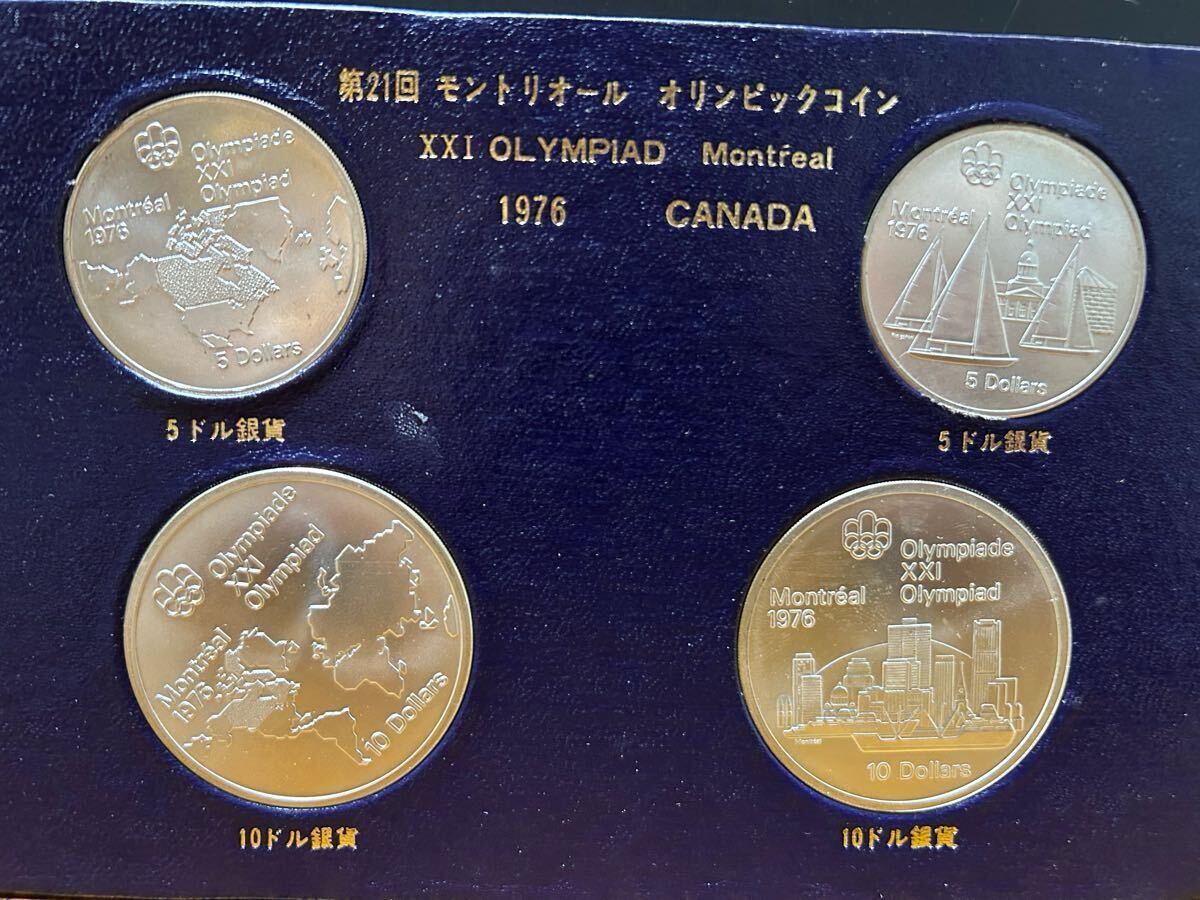 第21回 モントリオール オリンピックコイン
XXI OLYMPIAD Montreal
1976 CANADA
Olympiade
XXI
Olympiad
Montréal
1976
5 Dollars
5ドル銀貨
Olympiade
XXI
Olympiad
Montréal
1976
5 Dollars
5ドル銀貨
Olympiade
XXI
Olympiad
Montréal
1976
10 Dollars
10ドル銀貨
Olympiade
XXI
Olympiad
Montréal
1976
Montréal
10 Dollars
10ドル銀貨